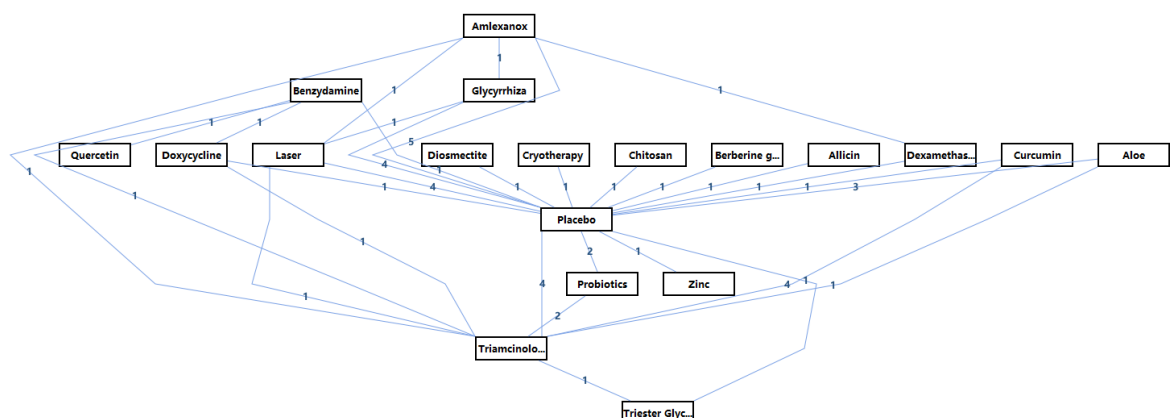 Amlexanox
1
Benzydamine
Glycyrrhiza
1
1
1 1 1
5
Quercetin Doxycycline Laser Diosmectite Cryotherapy Chitosan Berberine g... Allicin Dexamethas... Curcumin Aloe
1 4 1
1 1 4 1 1 1 1 1 1 3
Placebo
1 2 1
Probiotics Zinc
4 4 1 1
1 2
Triamcinolo...
1
Triester Glyc...